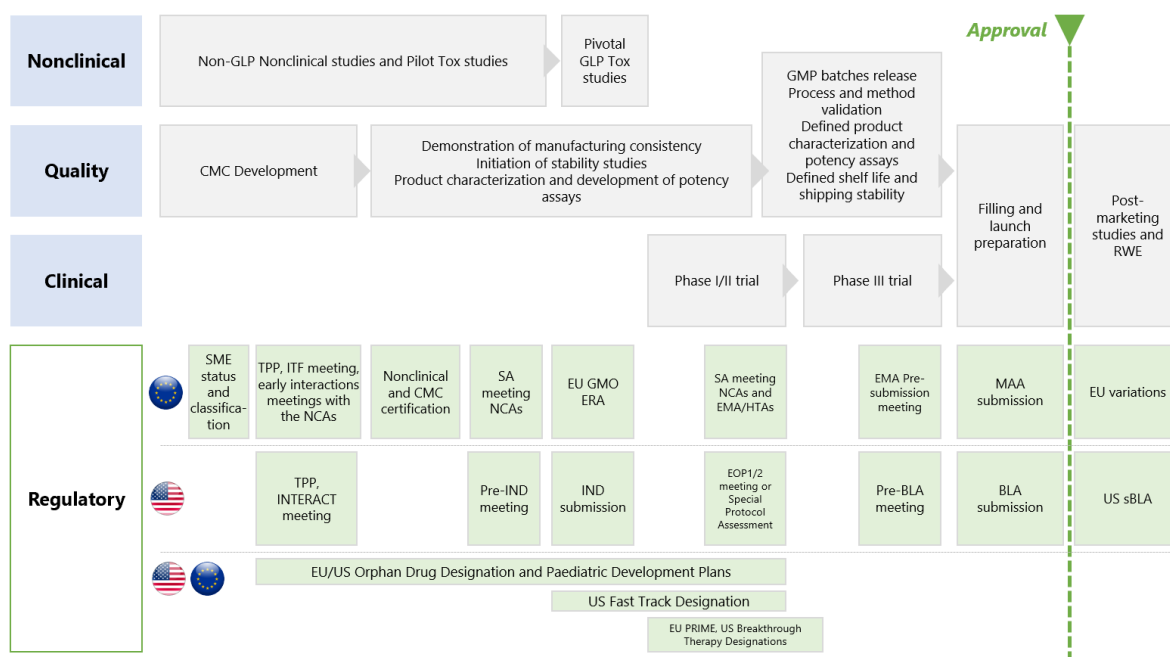 Approval
Nonclinical
Non-GLP Nonclinical studies and Pilot Tox studies
Pivotal
GLP Tox
studies
GMP batches release
Process and method
validation
Defined product
characterization and
potency assays
Defined shelf life and
shipping stability
Quality
CMC Development
Demonstration of manufacturing consistency
Initiation of stability studies
Product characterization and development of potency
assays
Filling and
launch
preparation
Post-
marketing
studies and
RWE
Clinical
Phase I/II trial
Phase III trial
Regulatory
SME
status
and
classifica-
tion
TPP, ITF meeting,
early interactions
meetings with
the NCAs
Nonclinical
and CMC
certification
SA
meeting
NCAs
EU GMO
ERA
SA meeting
NCAs and
EMA/HTAs
EMA Pre-
submission
meeting
MAA
submission
EU variations
TPP,
INTERACT
meeting
Pre-IND
meeting
IND
submission
EOP1/2
meeting or
Special
Protocol
Assessment
Pre-BLA
meeting
BLA
submission
US sBLA
EU/US Orphan Drug Designation and Paediatric Development Plans
US Fast Track Designation
EU PRIME, US Breakthrough
Therapy Designations